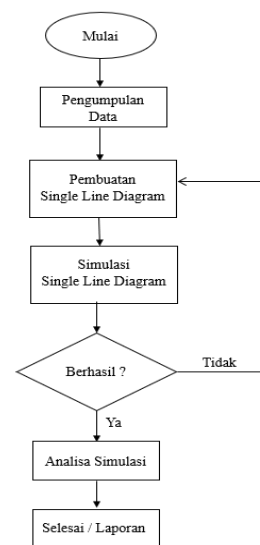 Mulai
Pengumpulan
Data
Pembuatan
Single Line Diagram
Simulasi
Single Line Diagram
Berhasil ?
Tidak
Ya
Analisa Simulasi
Selesai / Laporan